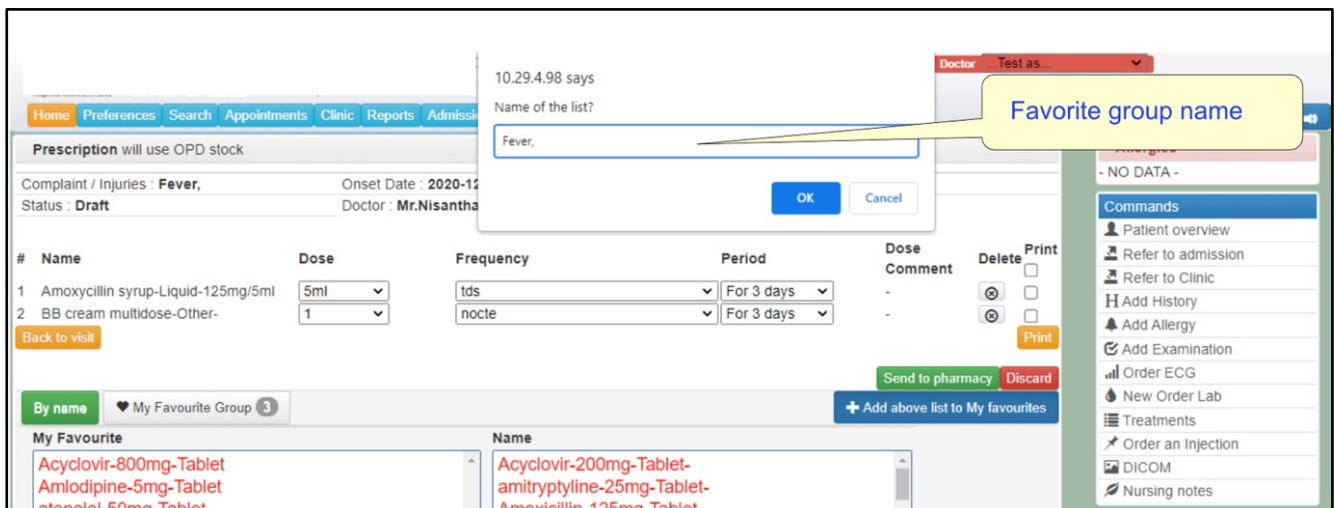 10.29.4.98 says
Name of the list?
Fever,
OK Cancel
Favorite group name
Doctor ...Test as...
Home Preferences Search Appointments Clinic Reports
Prescription will use OPD stock
Complaint / Injuries : Fever, Onset Date :
Status : Draft Doctor : Mr.Nisantha
# Name Dose Frequency Period Dose Comment Delete Print
1 Amoxycillin syrup-Liquid-125mg/5ml 5ml tds For 3 days -
2 BB cream multidose-Other- 1 nocte For 3 days -
Back to visit Print
Send to pharmacy Discard
By name My Favourite Group 3 Add above list to My favourites
My Favourite Name
Acyclovir-800mg-Tablet
Amlodipine-5mg-Tablet
Acyclovir-200mg-Tablet-
amitryptyline-25mg-Tablet-
- NO DATA -
Commands
Patient overview
Refer to admission
Refer to Clinic
Add History
Add Allergy
Add Examination
Order ECG
New Order Lab
Treatments
Order an Injection
DICOM
Nursing notes